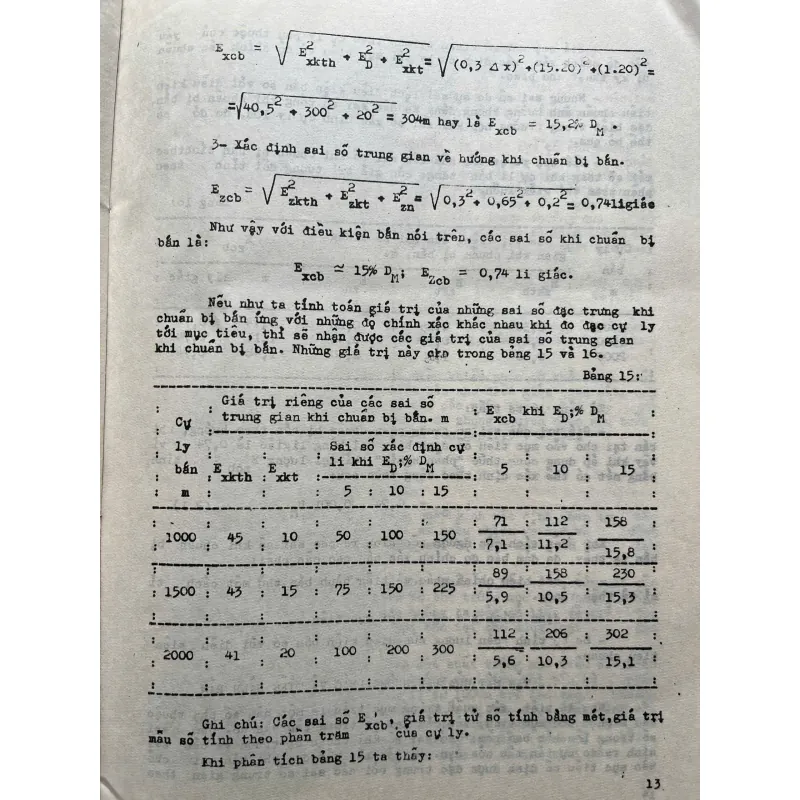 E_xcb = √(E²_xkth + E²_D + E²_xkt) = √((0,3 Δx)² + (15.20)² + (1.20)²) =
= √(40,5² + 300² + 20²) = 304m hay là E_xcb = 15,2% D_M .
3- Xác định sai số trung gian về hướng khi chuẩn bị bắn.
E_zcb = √(E²_zkth + E²_zkt + E²_zn) = √(0,3² + 0,65² + 0,2²) = 0,74ligiác
Như vậy với điều kiện bắn nói trên, các sai số khi chuẩn bị
bắn là:
E_xcb ≃ 15% D_M; E_Zcb = 0,74 li giác.
Nếu như ta tính toán giá trị của những sai số đặc trưng khi
chuẩn bị bắn ứng với những độ chính xác khác nhau khi đo đạc cự ly
tới mục tiêu, thì sẽ nhận được các giá trị của sai số trung gian
khi chuẩn bị bắn. Những giá trị này cho trong bảng 15 và 16.
Bảng 15:
Cự ly bắn m : Giá trị riêng của các sai số trung gian khi chuẩn bị bắn. m : E_xcb khi E_D;% D_M
E_xkth : E_xkt : Sai số xác định cự li khi E_D;% D_M : 5 : 10 : 15
5 : 10 : 15
1000 : 45 : 10 : 50 : 100 : 150 : 71/7,1 : 112/11,2 : 158/15,8
1500 : 43 : 15 : 75 : 150 : 225 : 89/5,9 : 158/10,5 : 230/15,3
2000 : 41 : 20 : 100 : 200 : 300 : 112/5,6 : 206/10,3 : 302/15,1
Ghi chú: Các sai số E_xcb, giá trị tử số tính bằng mét,giá trị
mẫu số tính theo phần trăm của cự ly.
Khi phân tích bảng 15 ta thấy:
13